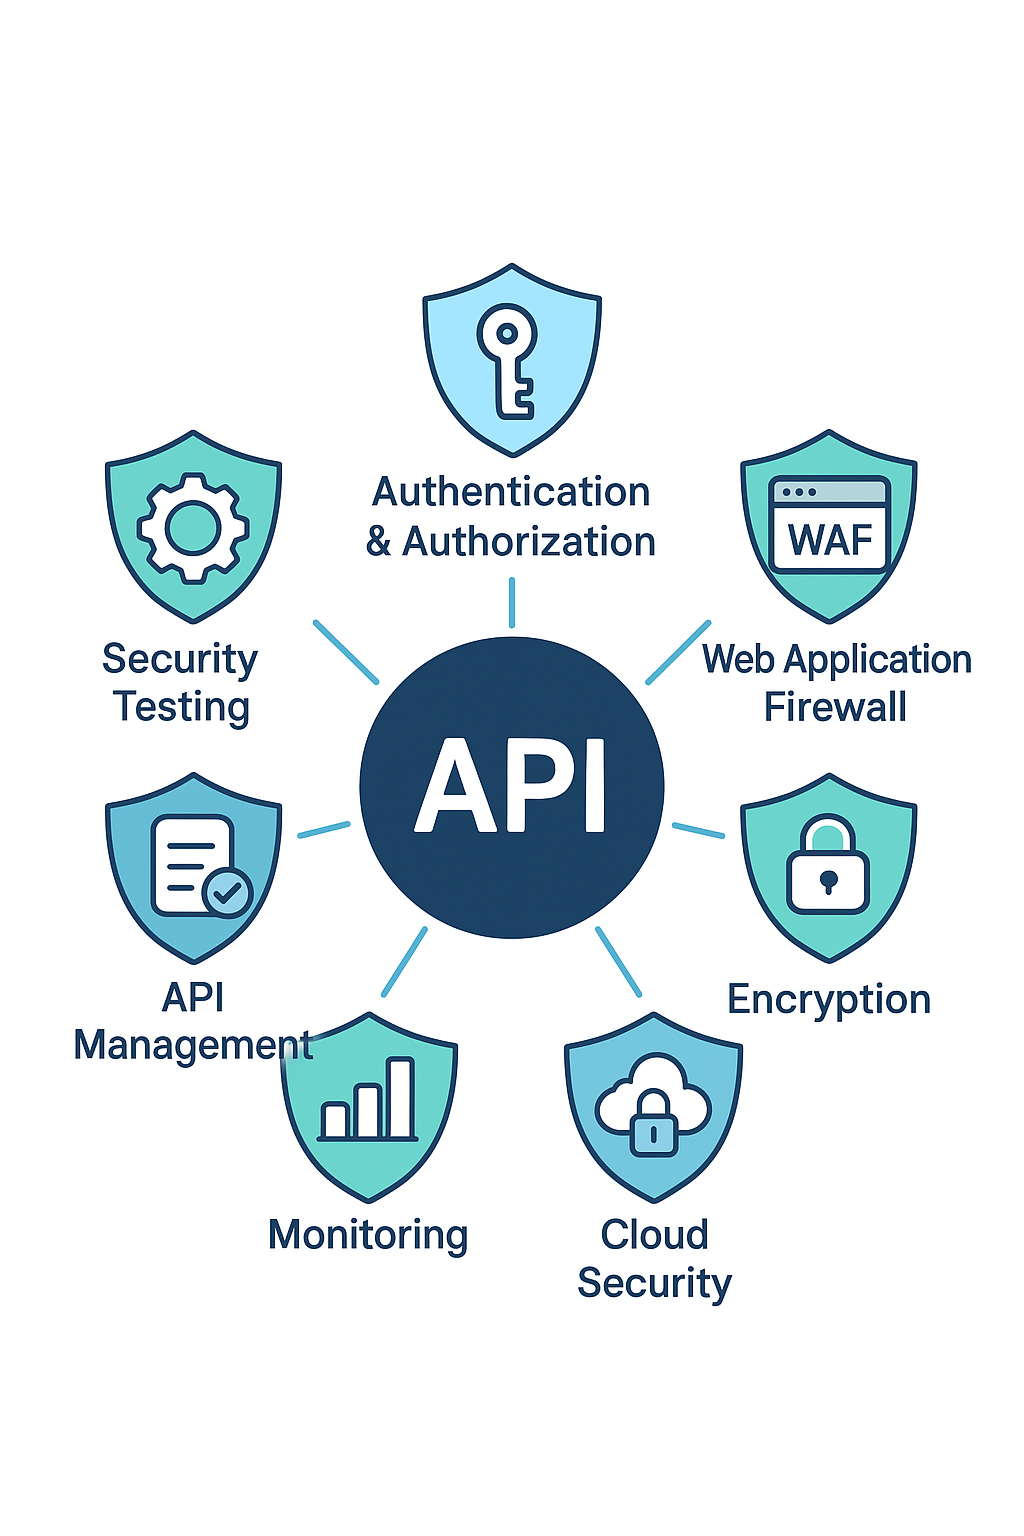 Authentication
& Authorization
WAF
Web Application
Firewall
Security
Testing
API
Encryption
API
Management
Monitoring
Cloud
Security